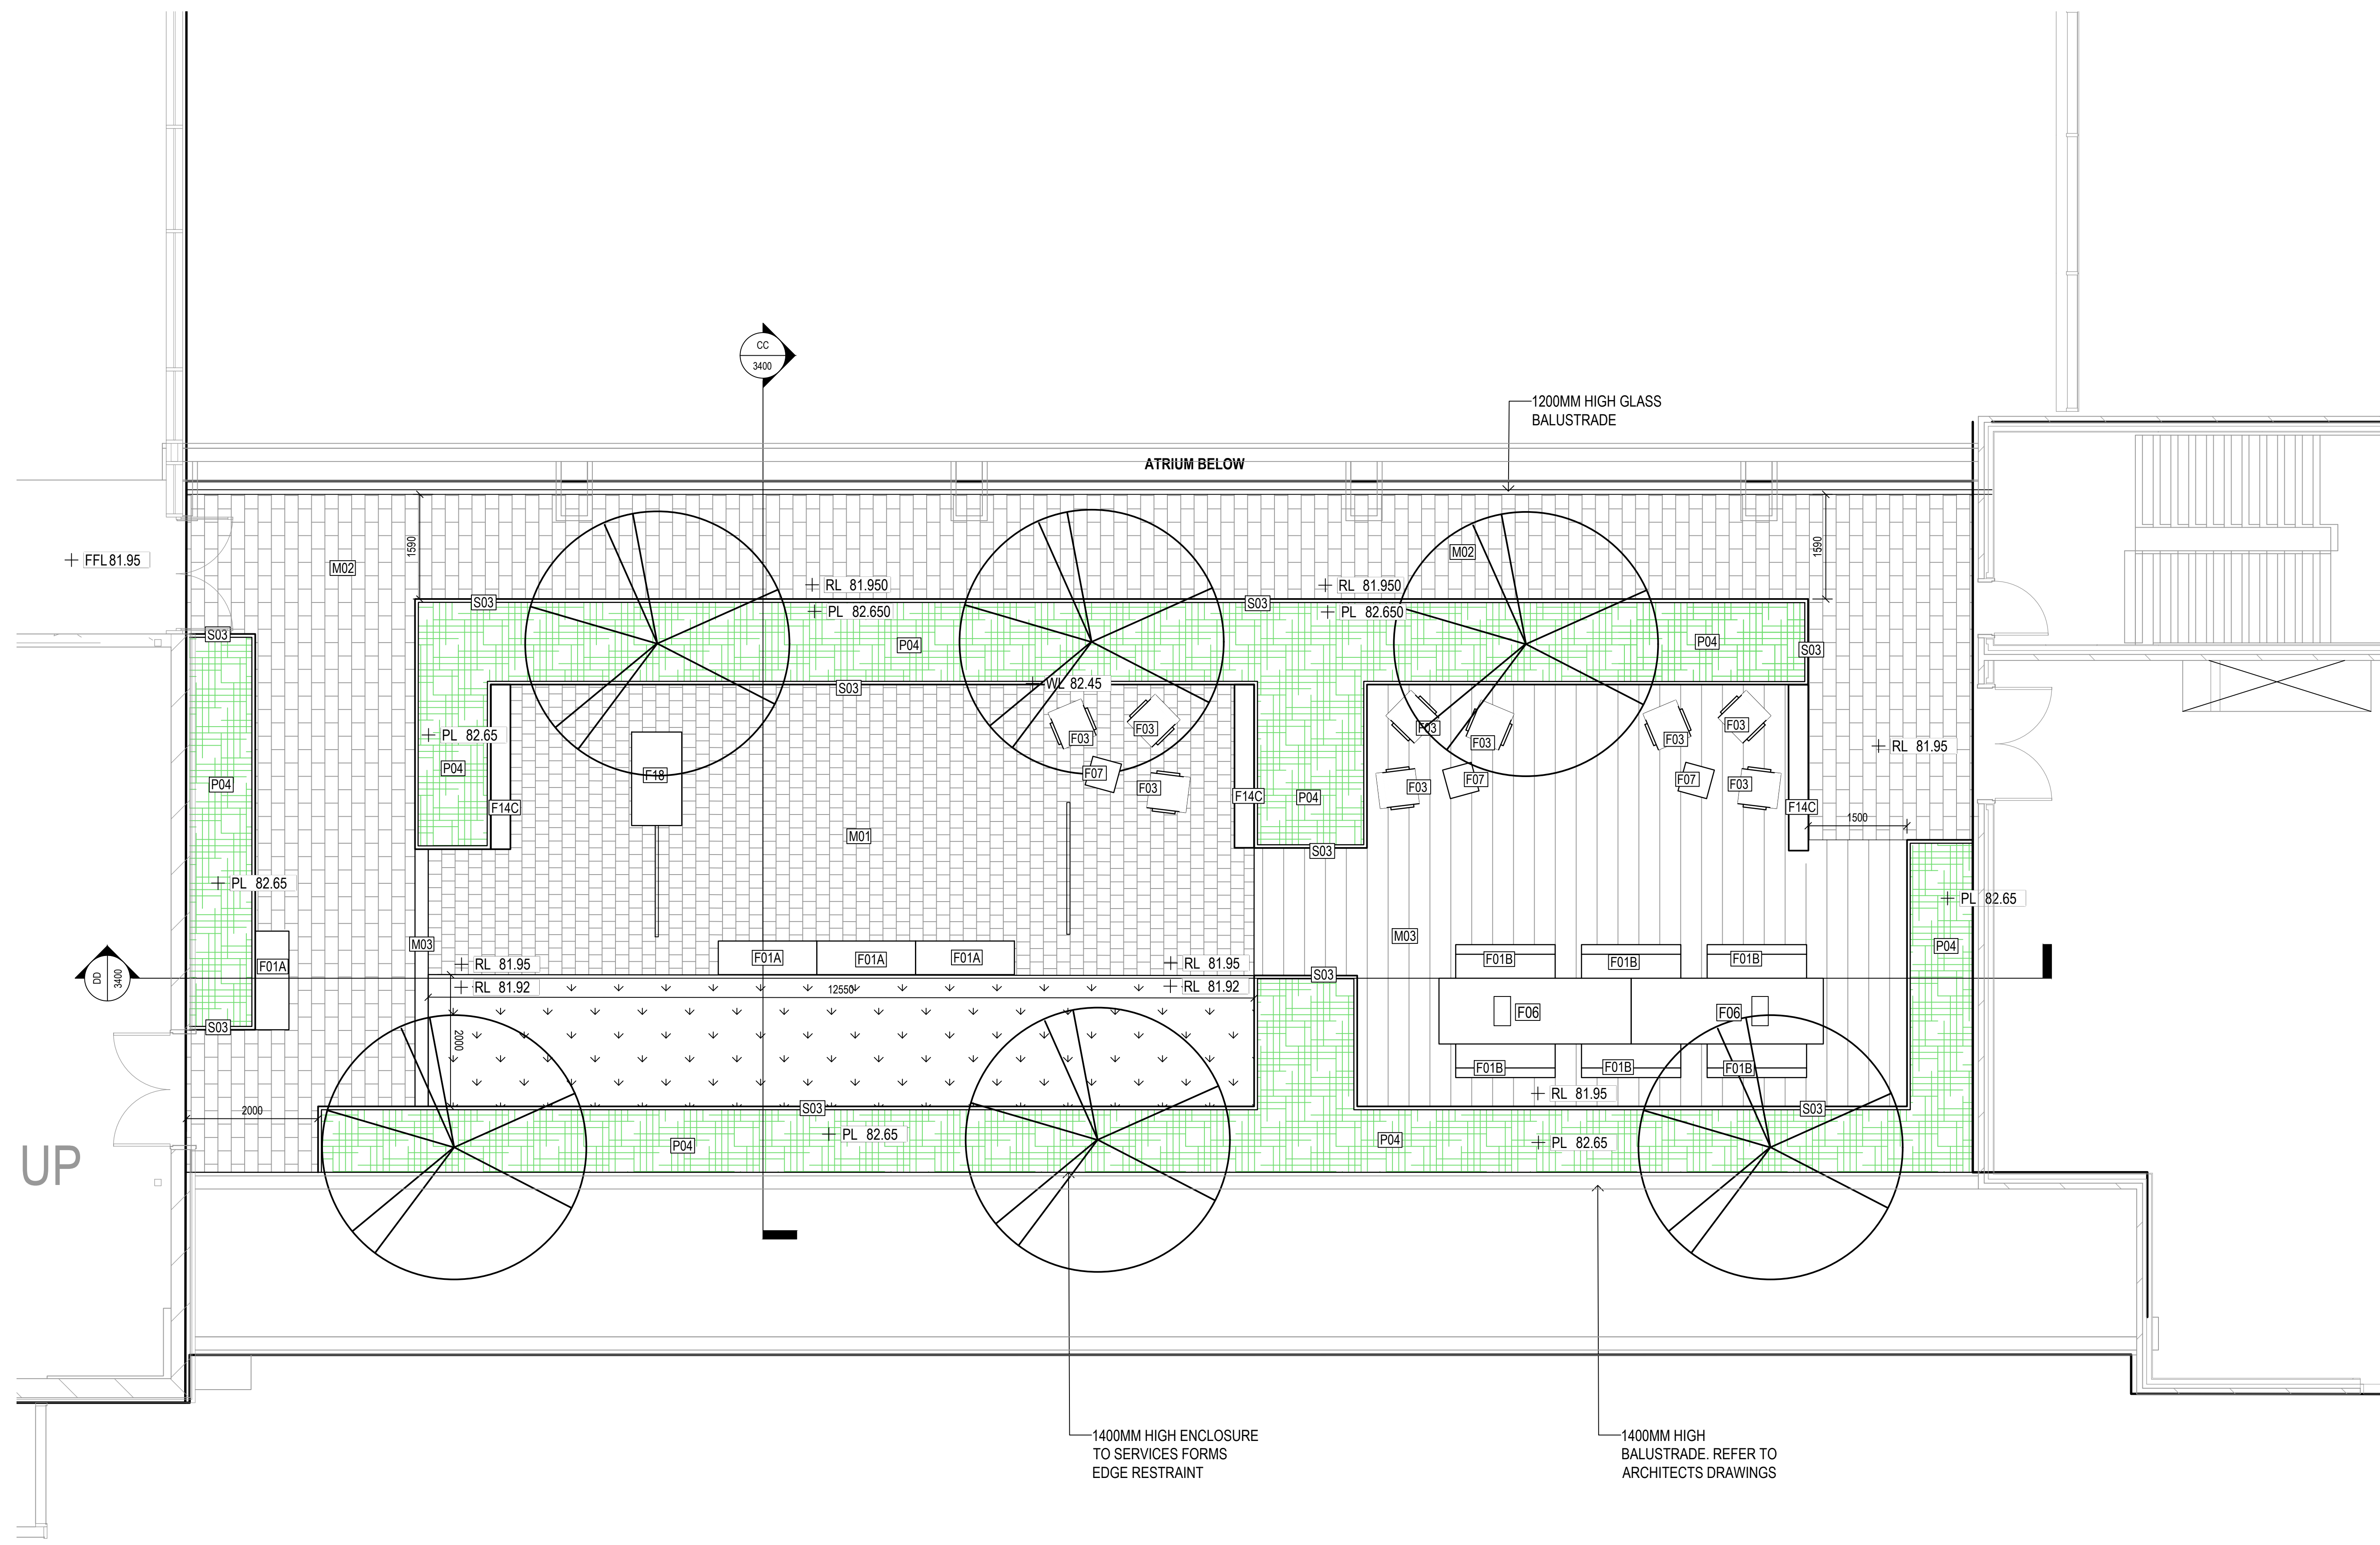 CC
3400
1200MM HIGH GLASS
BALUSTRADE
ATRIUM BELOW
1590
1590
FFL 81.95
M02
M02
RL 81.950
RL 81.950
S03
S03
PL 82.650
PL 82.650
S03
P04
P04
S03
WL 82.45
S03
PL 82.65
F03
F03
F03
F03
F03
F03
RL 81.95
P04
F18
F07
F07
F07
P04
F03
F03
F03
F14C
F14C
P04
F14C
1500
M01
S03
PL 82.65
PL 82.65
M03
M03
P04
F01A
F01A
F01A
F01A
F01B
F01B
F01B
RL 81.95
RL 81.95
S03
DD
3400
RL 81.92
12550
RL 81.92
F06
F06
S03
2000
F01B
F01B
F01B
RL 81.95
2000
S03
S03
PL 82.65
P04
P04
PL 82.65
UP
1400MM HIGH ENCLOSURE
TO SERVICES FORMS
EDGE RESTRAINT
1400MM HIGH
BALUSTRADE. REFER TO
ARCHITECTS DRAWINGS